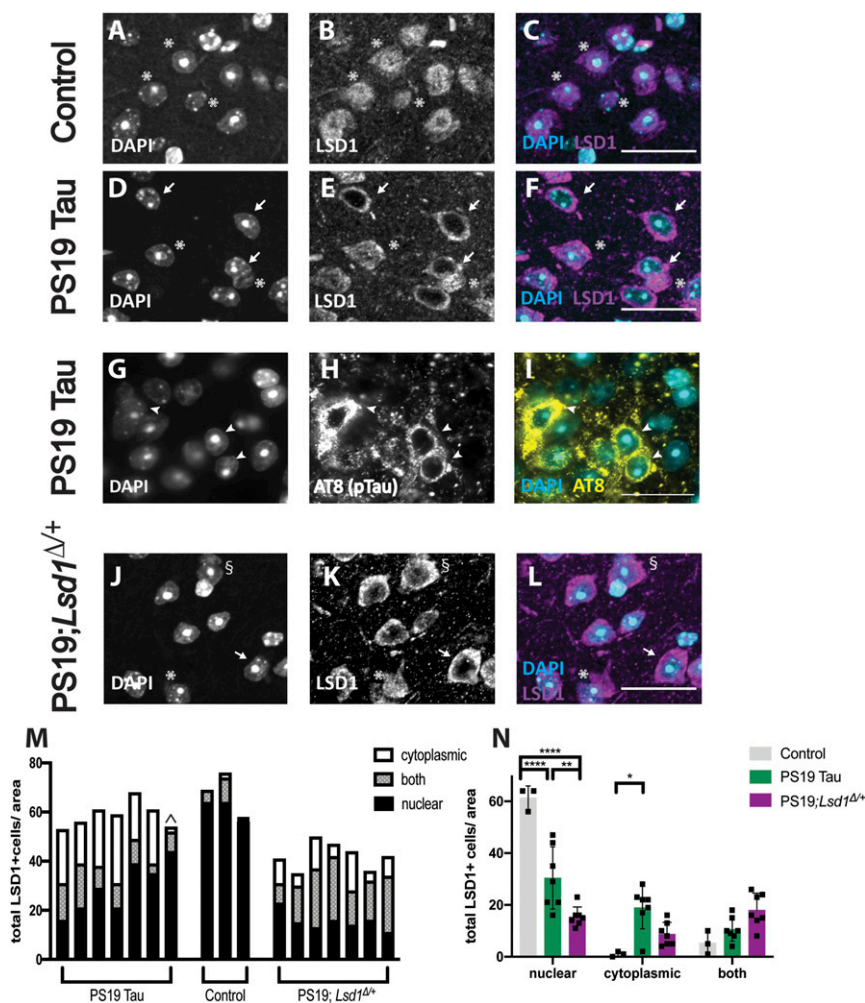 Control
A
*
*
*
DAPI
B
*
*
*
LSD1
C
*
*
*
DAPI LSD1
PS19 Tau
D
*
*
DAPI
E
*
*
LSD1
F
*
*
DAPI LSD1
PS19 Tau
G
DAPI
H
AT8 (pTau)
I
DAPI AT8
PS19;Lsd1Δ/+
J
§
*
DAPI
K
§
*
LSD1
L
§
*
DAPI
LSD1
M
cytoplasmic
both
nuclear
total LSD1+cells/ area
80
60
40
20
0
^
PS19 Tau
Control
PS19; Lsd1Δ/+
N
Control
PS19 Tau
PS19;Lsd1Δ/+
total LSD1+ cells/ area
60
40
20
0
****
****
**
*
nuclear
cytoplasmic
both